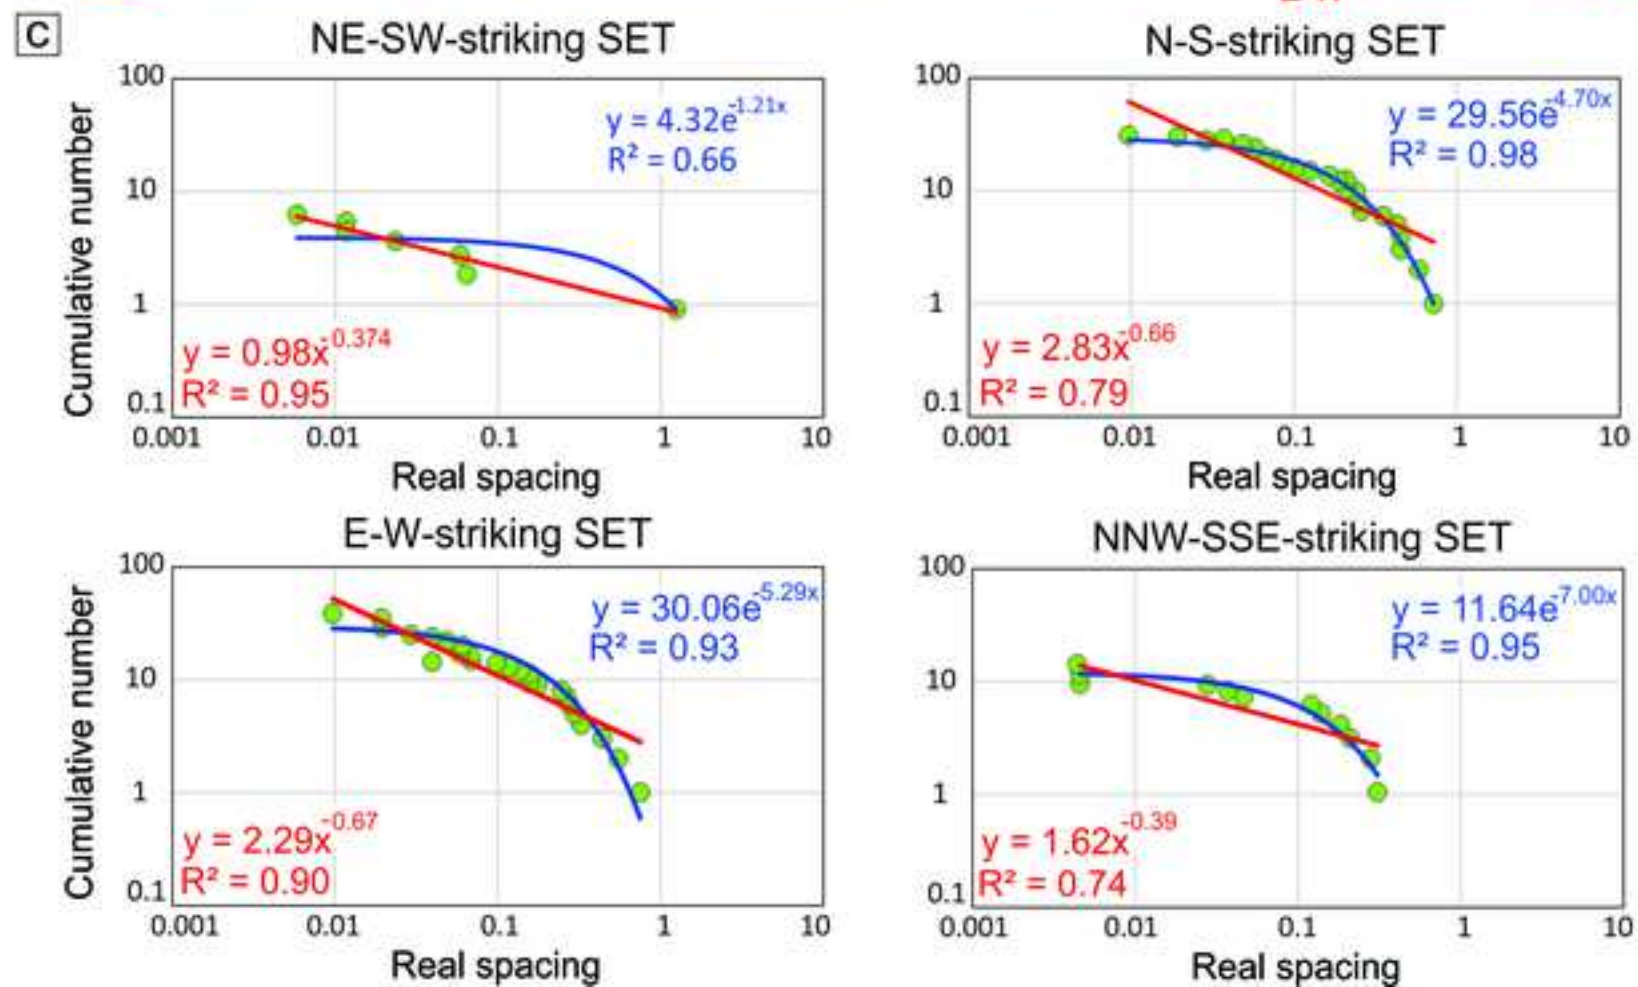 C
NE-SW-striking SET
100
10
1
0.1
0.001
0.01
0.1
1
10
Cumulative number
Real spacing
y = 4.32e^-1.21x
R² = 0.66
y = 0.98x^-0.374
R² = 0.95
N-S-striking SET
100
10
1
0.1
0.001
0.01
0.1
1
10
Real spacing
y = 29.56e^-4.70x
R² = 0.98
y = 2.83x^-0.66
R² = 0.79
E-W-striking SET
100
10
1
0.1
0.001
0.01
0.1
1
10
Cumulative number
Real spacing
y = 30.06e^-5.29x
R² = 0.93
y = 2.29x^-0.67
R² = 0.90
NNW-SSE-striking SET
100
10
1
0.1
0.001
0.01
0.1
1
10
Real spacing
y = 11.64e^-7.00x
R² = 0.95
y = 1.62x^-0.39
R² = 0.74